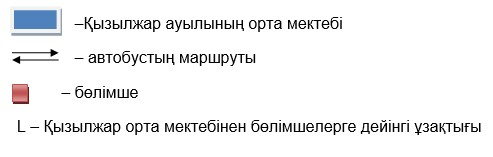 –Қызылжар ауылының орта мектебі
– автобустың маршруты
– бөлімше
L – Қызылжар орта мектебінен бөлімшелерге дейінгі ұзақтығы